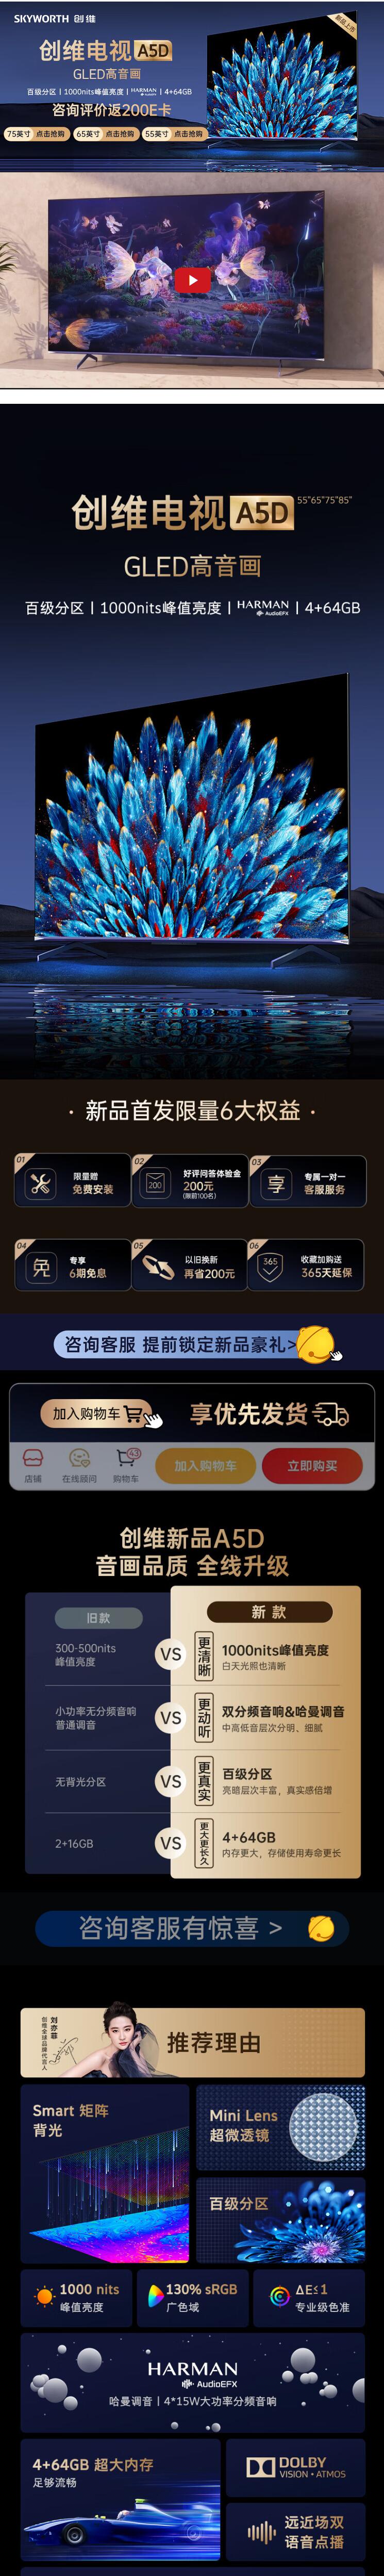 SKYWORTH 创维
新品上市
创维电视 A5D
GLED高音画
百级分区 | 1000nits峰值亮度 | HARMAN AudioEFX | 4+64GB
咨询评价返200E卡
75英寸 点击抢购 65英寸 点击抢购 55英寸 点击抢购
创维电视 A5D 55"65"75"85"
GLED高音画
百级分区 | 1000nits峰值亮度 | HARMAN AudioEFX | 4+64GB
· 新品首发限量6大权益 ·
01
限量赠
免费安装
02
200
好评问答体验金
200元
(限前100名)
03
享
专属一对一
客服服务
04
免
专享
6期免息
05
以旧换新
再省200元
06
365
收藏加购送
365天延保
咨询客服 提前锁定新品豪礼>
加入购物车
享优先发货
店铺
在线顾问
43
购物车
加入购物车
立即购买
创维新品A5D
音画品质 全线升级
旧款
新款
300-500nits
峰值亮度
VS
更清晰
1000nits峰值亮度
白天光照也清晰
小功率无分频音响
普通调音
VS
更动听
双分频音响&哈曼调音
中高低音层次分明、细腻
无背光分区
VS
更真实
百级分区
亮暗层次丰富，真实感倍增
2+16GB
VS
更大更长久
4+64GB
内存更大，存储使用寿命更长
咨询客服有惊喜 >
刘亦菲
创维全球品牌代言人
推荐理由
Smart 矩阵
背光
Mini Lens
超微透镜
百级分区
1000 nits
峰值亮度
130% sRGB
广色域
ΔE≤1
专业级色准
HARMAN
AudioEFX
哈曼调音 | 4*15W大功率分频音响
4+64GB 超大内存
足够流畅
DOLBY
VISION·ATMOS
远近场双
语音点播